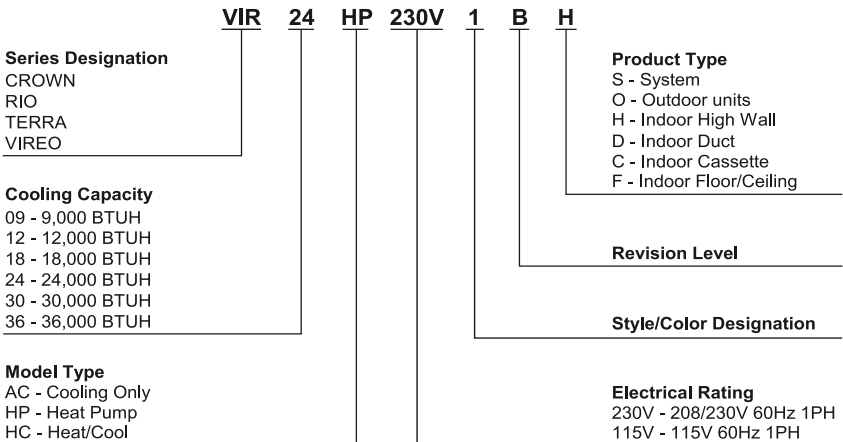 VIR 24 HP 230V 1 B H
Series Designation
CROWN
RIO
TERRA
VIREO
Cooling Capacity
09 - 9,000 BTUH
12 - 12,000 BTUH
18 - 18,000 BTUH
24 - 24,000 BTUH
30 - 30,000 BTUH
36 - 36,000 BTUH
Model Type
AC - Cooling Only
HP - Heat Pump
HC - Heat/Cool
Product Type
S - System
O - Outdoor units
H - Indoor High Wall
D - Indoor Duct
C - Indoor Cassette
F - Indoor Floor/Ceiling
Revision Level
Style/Color Designation
Electrical Rating
230V - 208/230V 60Hz 1PH
115V - 115V 60Hz 1PH